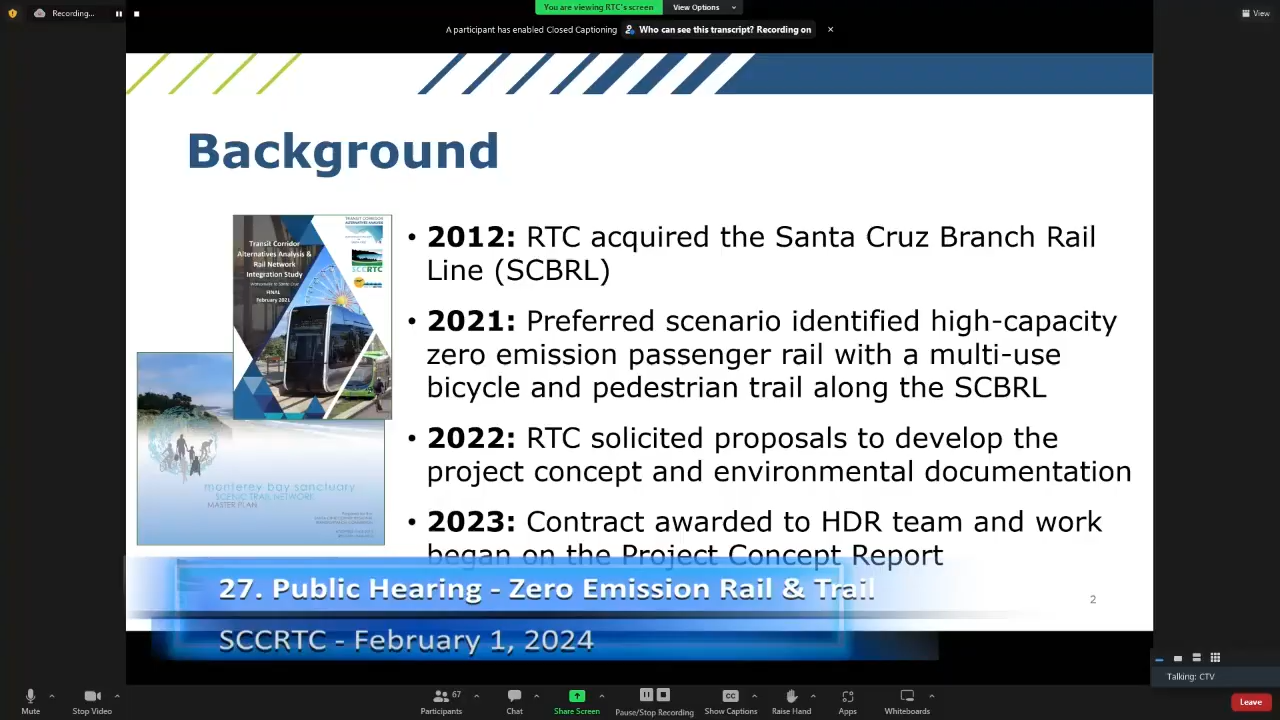 Recording...
You are viewing RTC's screen
View Options
View
A participant has enabled Closed Captioning
Who can see this transcript? Recording on
Background
Transit Corridor
Alternatives Analysis &
Rail Network
Integration Study
FINAL
February 2021
SCCRTC
monterey bay sanctuary
SCENIC TRAIL NETWORK
MASTER PLAN
• 2012: RTC acquired the Santa Cruz Branch Rail
Line (SCBRL)
• 2021: Preferred scenario identified high-capacity
zero emission passenger rail with a multi-use
bicycle and pedestrian trail along the SCBRL
• 2022: RTC solicited proposals to develop the
project concept and environmental documentation
• 2023: Contract awarded to HDR team and work
began on the Project Concept Report
2
27. Public Hearing - Zero Emission Rail & Trail
SCCRTC - February 1, 2024
Talking: CTV
Mute
Stop Video
Participants
67
Chat
Share Screen
Pause/Stop Recording
Show Captions
Raise Hand
Apps
Whiteboards
Leave